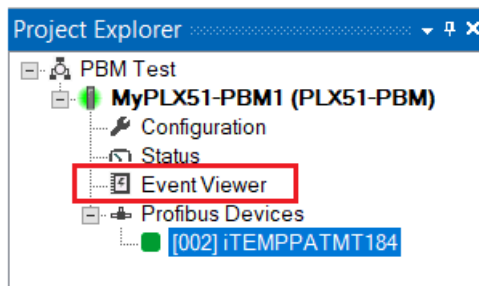 Project Explorer
PBM Test
MyPLX51-PBM1 (PLX51-PBM)
Configuration
Status
Event Viewer
Profibus Devices
[002] iTEMPPATMT184